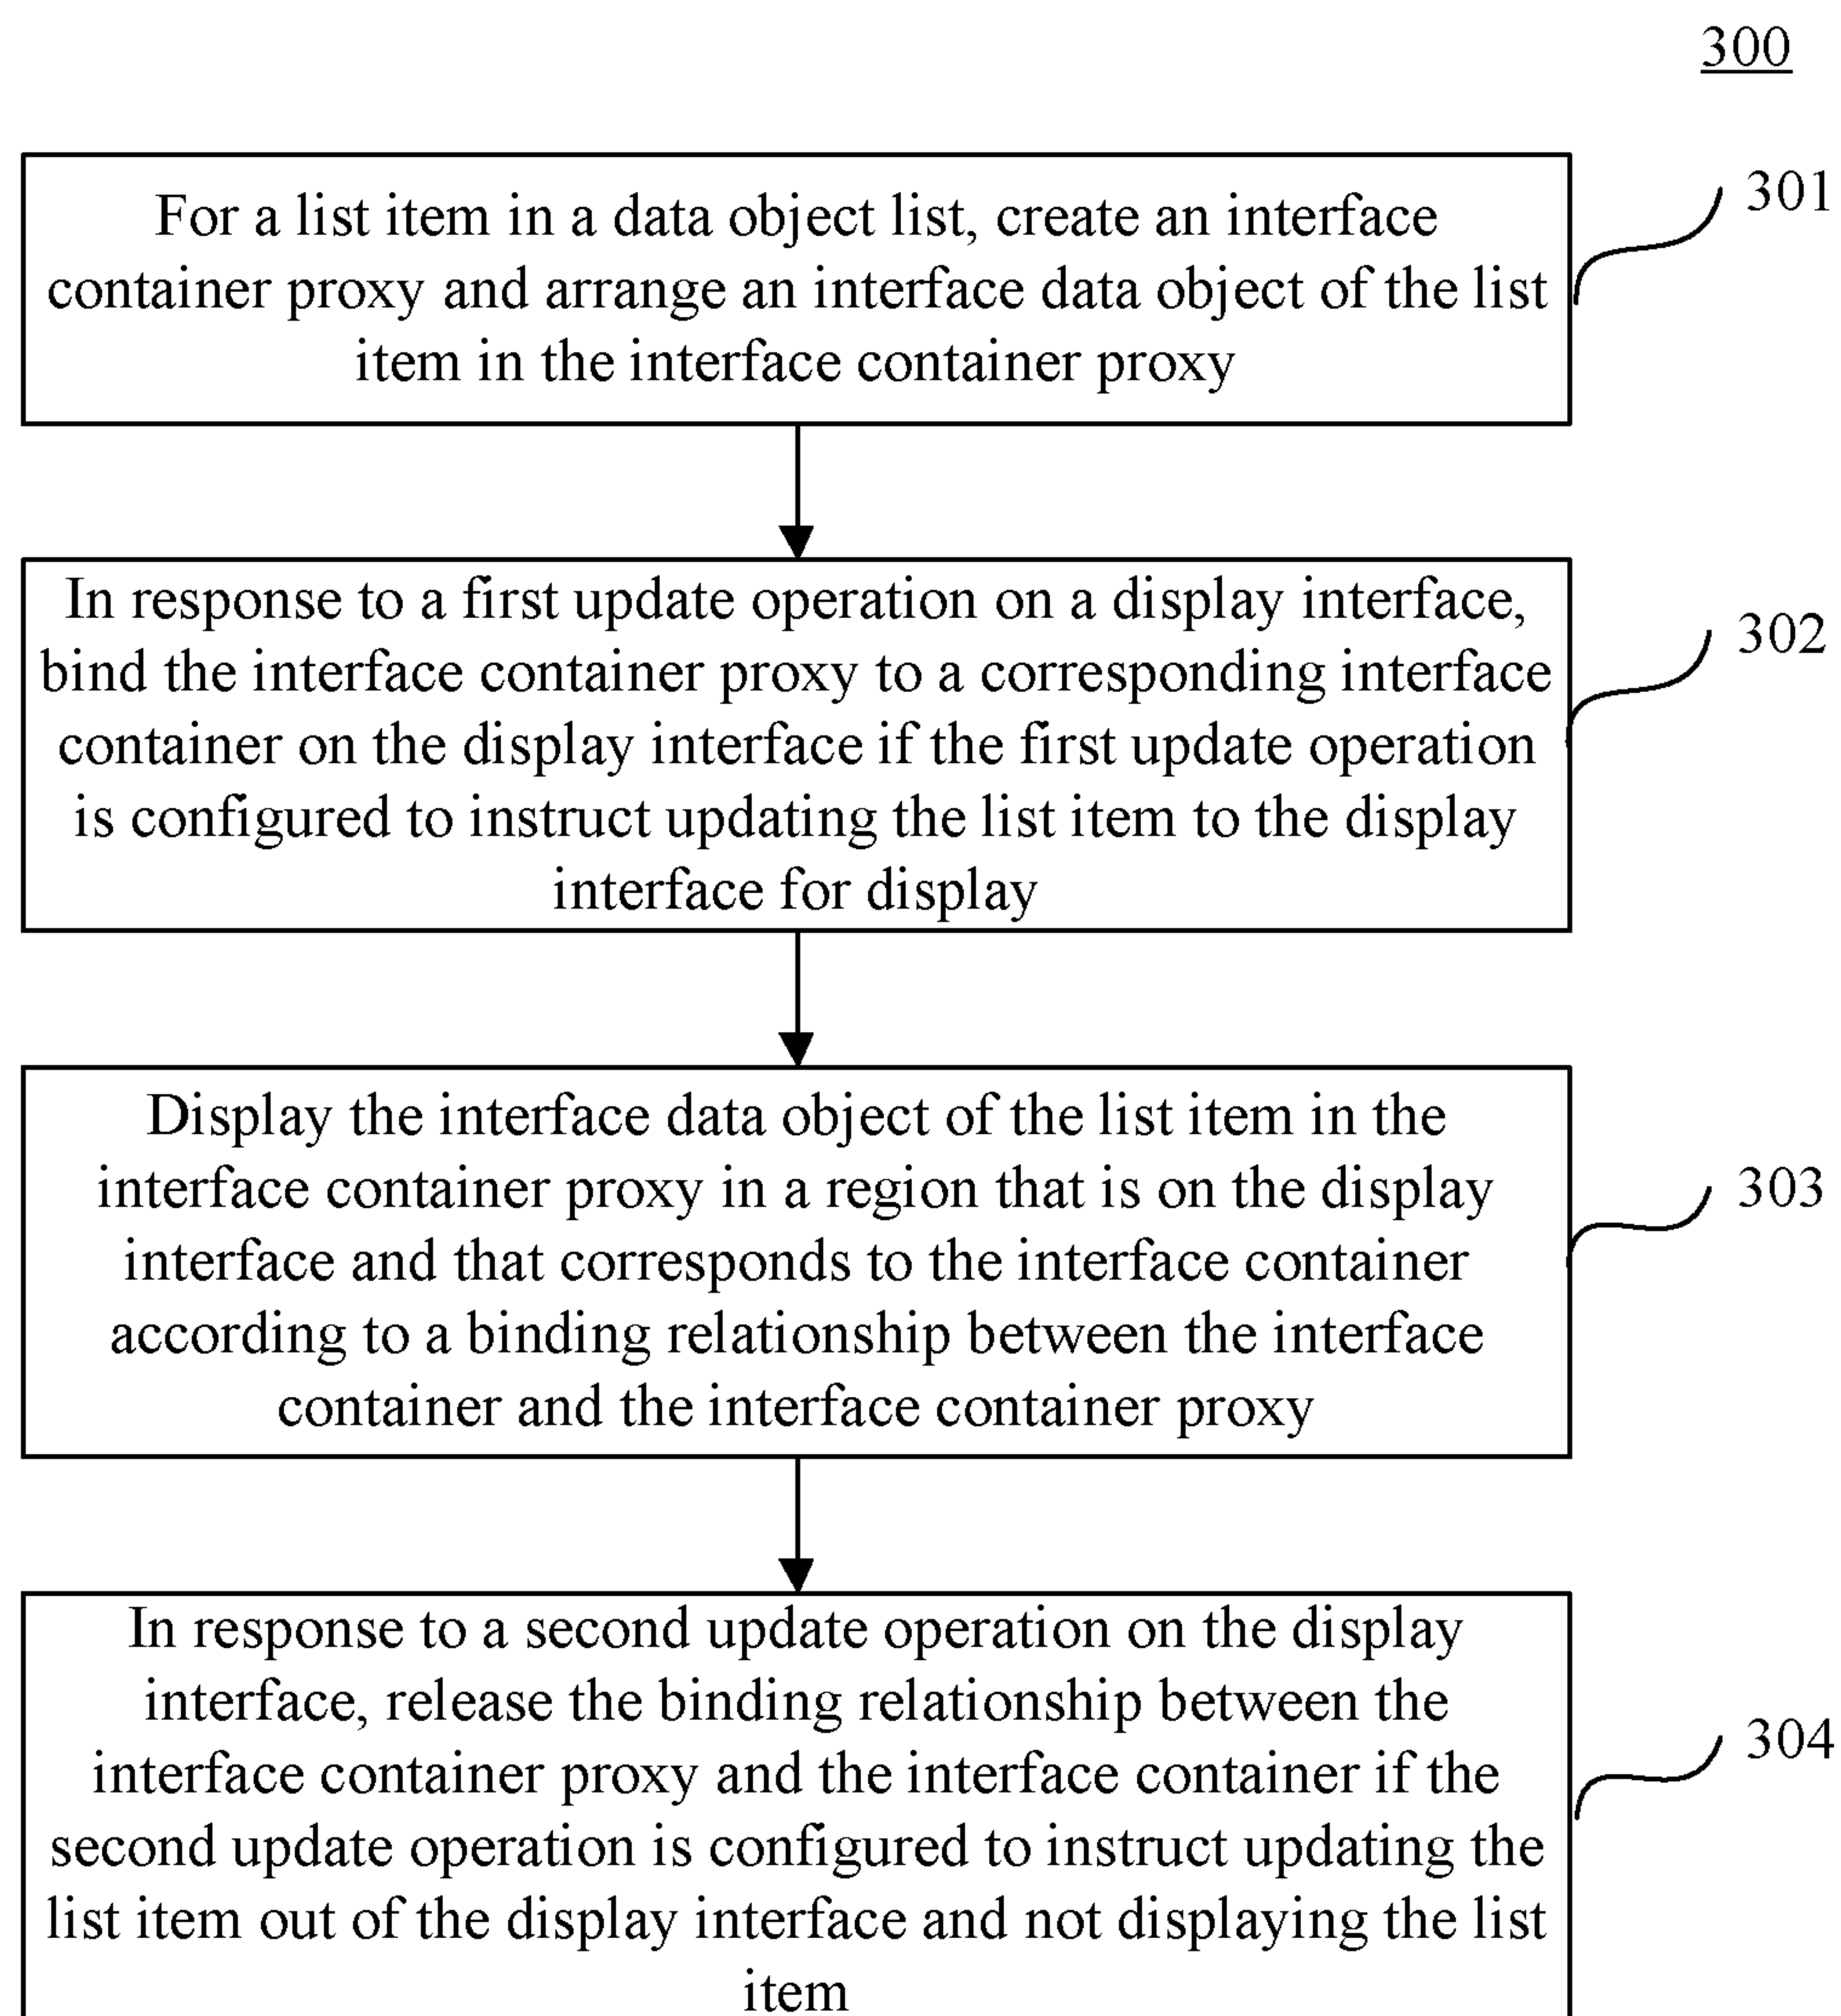 300
For a list item in a data object list, create an interface
container proxy and arrange an interface data object of the list
item in the interface container proxy
301
In response to a first update operation on a display interface,
bind the interface container proxy to a corresponding interface
container on the display interface if the first update operation
is configured to instruct updating the list item to the display
interface for display
302
Display the interface data object of the list item in the
interface container proxy in a region that is on the display
interface and that corresponds to the interface container
according to a binding relationship between the interface
container and the interface container proxy
303
In response to a second update operation on the display
interface, release the binding relationship between the
interface container proxy and the interface container if the
second update operation is configured to instruct updating the
list item out of the display interface and not displaying the list
item
304